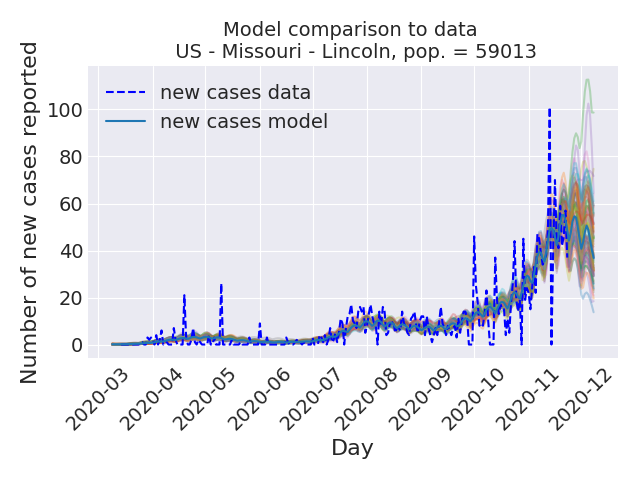 Model comparison to data
US - Missouri - Lincoln, pop. = 59013
new cases data
new cases model
Number of new cases reported
100
80
60
40
20
0
2020-03
2020-04
2020-05
2020-06
2020-07
2020-08
2020-09
2020-10
2020-11
2020-12
Day